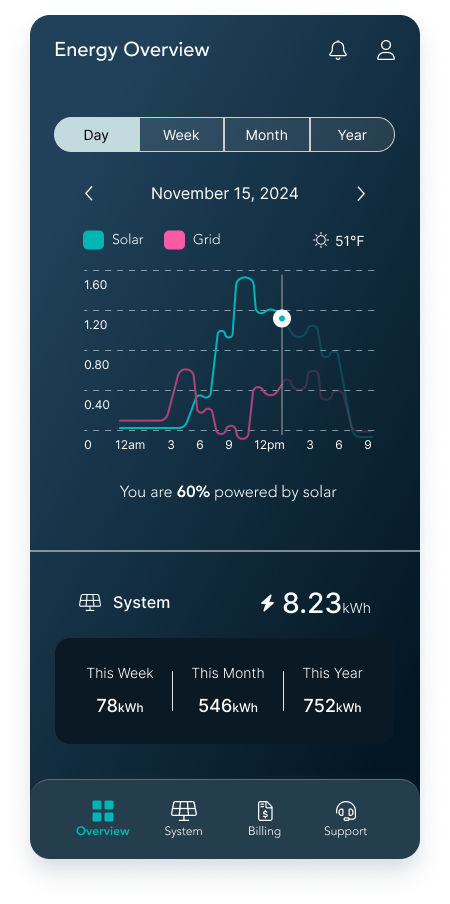 Energy Overview
Day Week Month Year
November 15, 2024
Solar Grid 51°F
1.60
1.20
0.80
0.40
0 12am 3 6 9 12pm 3 6 9
You are 60% powered by solar
System 8.23kWh
This Week This Month This Year
78kWh 546kWh 752kWh
Overview System Billing Support